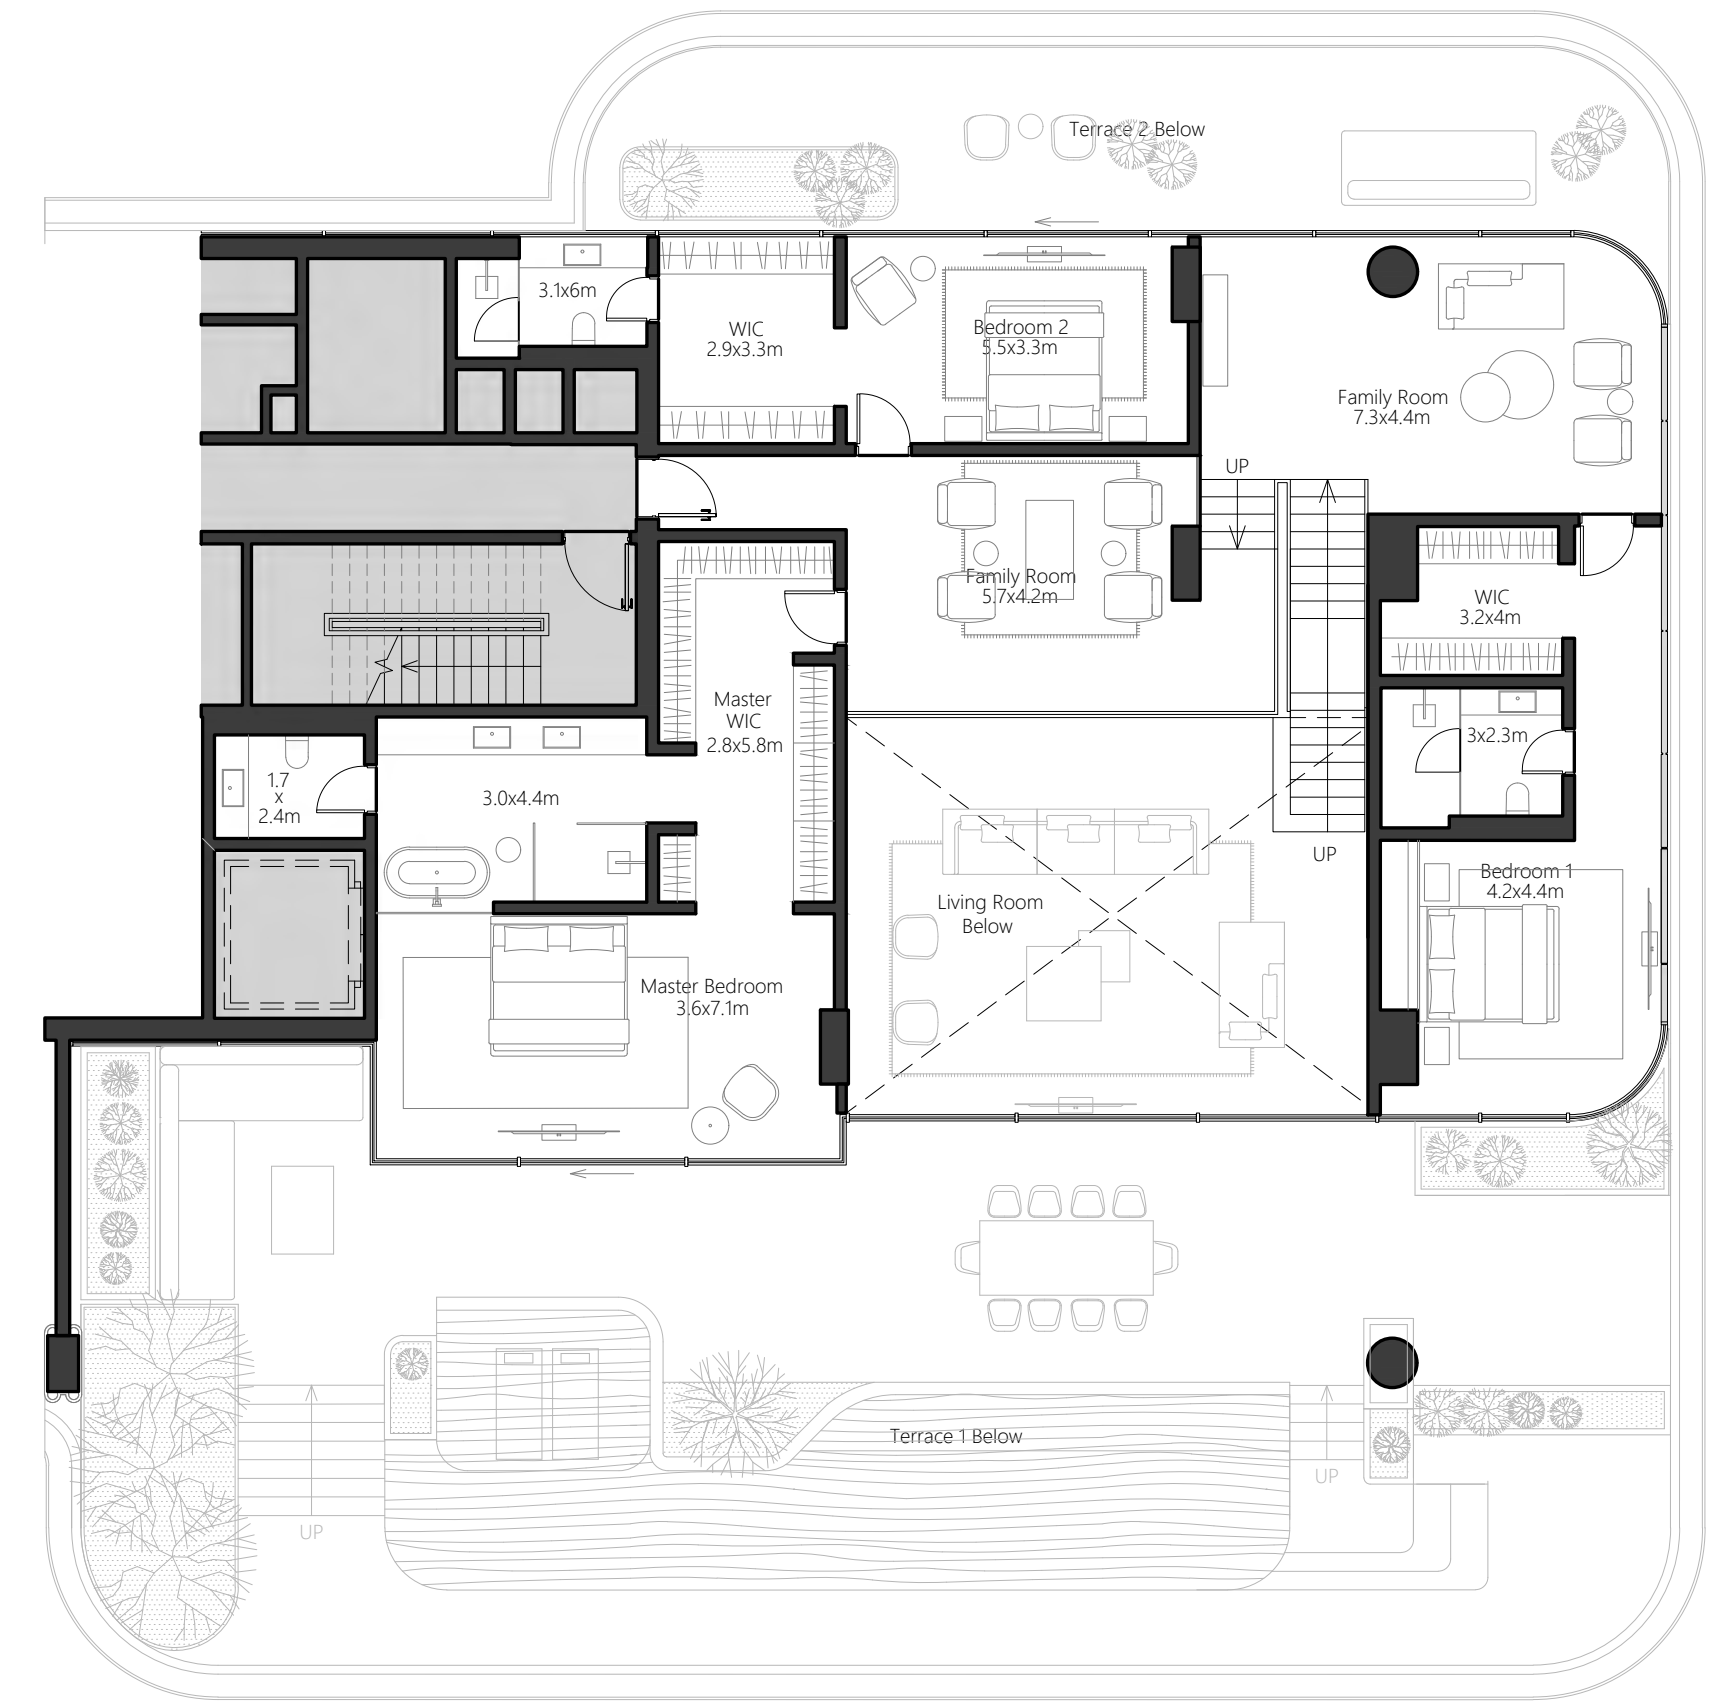 Terrace 2 Below
3.1x6m
WIC
2.9x3.3m
Bedroom 2
5.5x3.3m
Family Room
7.3x4.4m
UP
Family Room
5.7x4.2m
WIC
3.2x4m
Master
WIC
2.8x5.8m
3x2.3m
1.7
x
2.4m
3.0x4.4m
UP
Bedroom 1
4.2x4.4m
Living Room
Below
Master Bedroom
3.6x7.1m
Terrace 1 Below
UP
UP